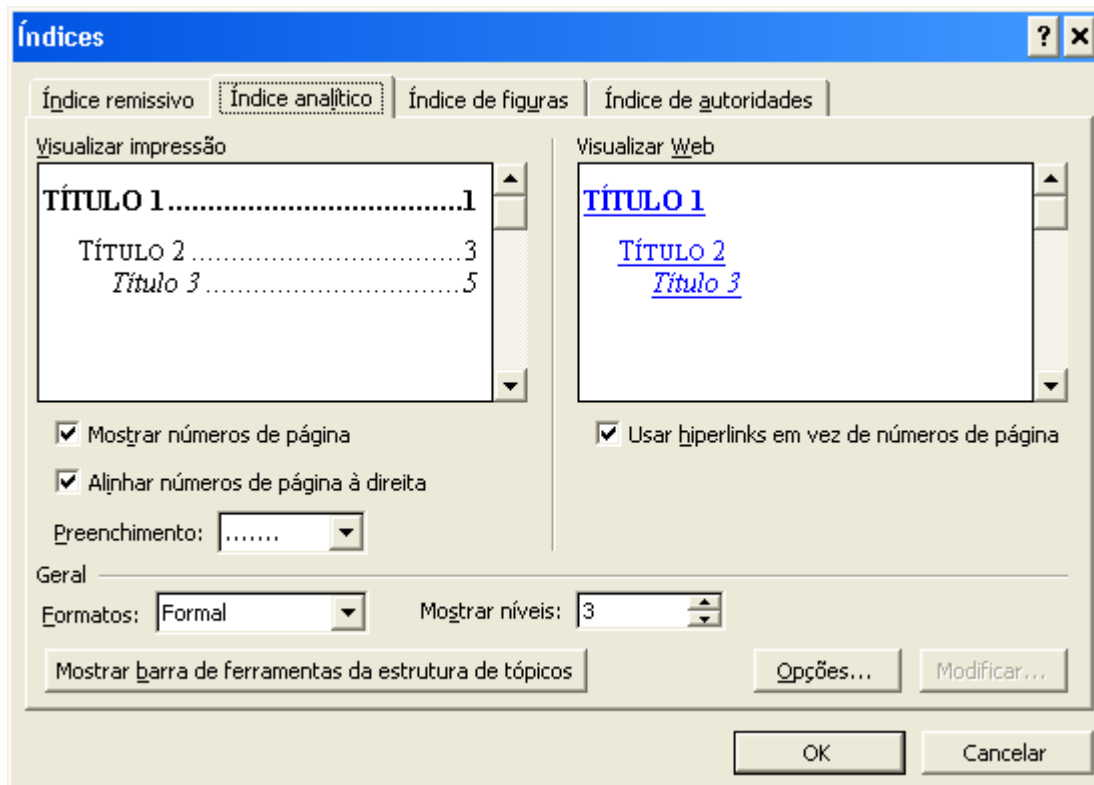 Índices
Índice remissivo Índice analítico Índice de figuras Índice de autoridades
Visualizar impressão
TÍTULO 1....................................1
TÍTULO 2.................................3
Título 3...............................5
Visualizar Web
TÍTULO 1
TÍTULO 2
Título 3
Mostrar números de página
Alinhar números de página à direita
Preenchimento: .......
Usar hiperlinks em vez de números de página
Geral
Formatos: Formal Mostrar níveis: 3
Mostrar barra de ferramentas da estrutura de tópicos Opções... Modificar...
OK Cancelar